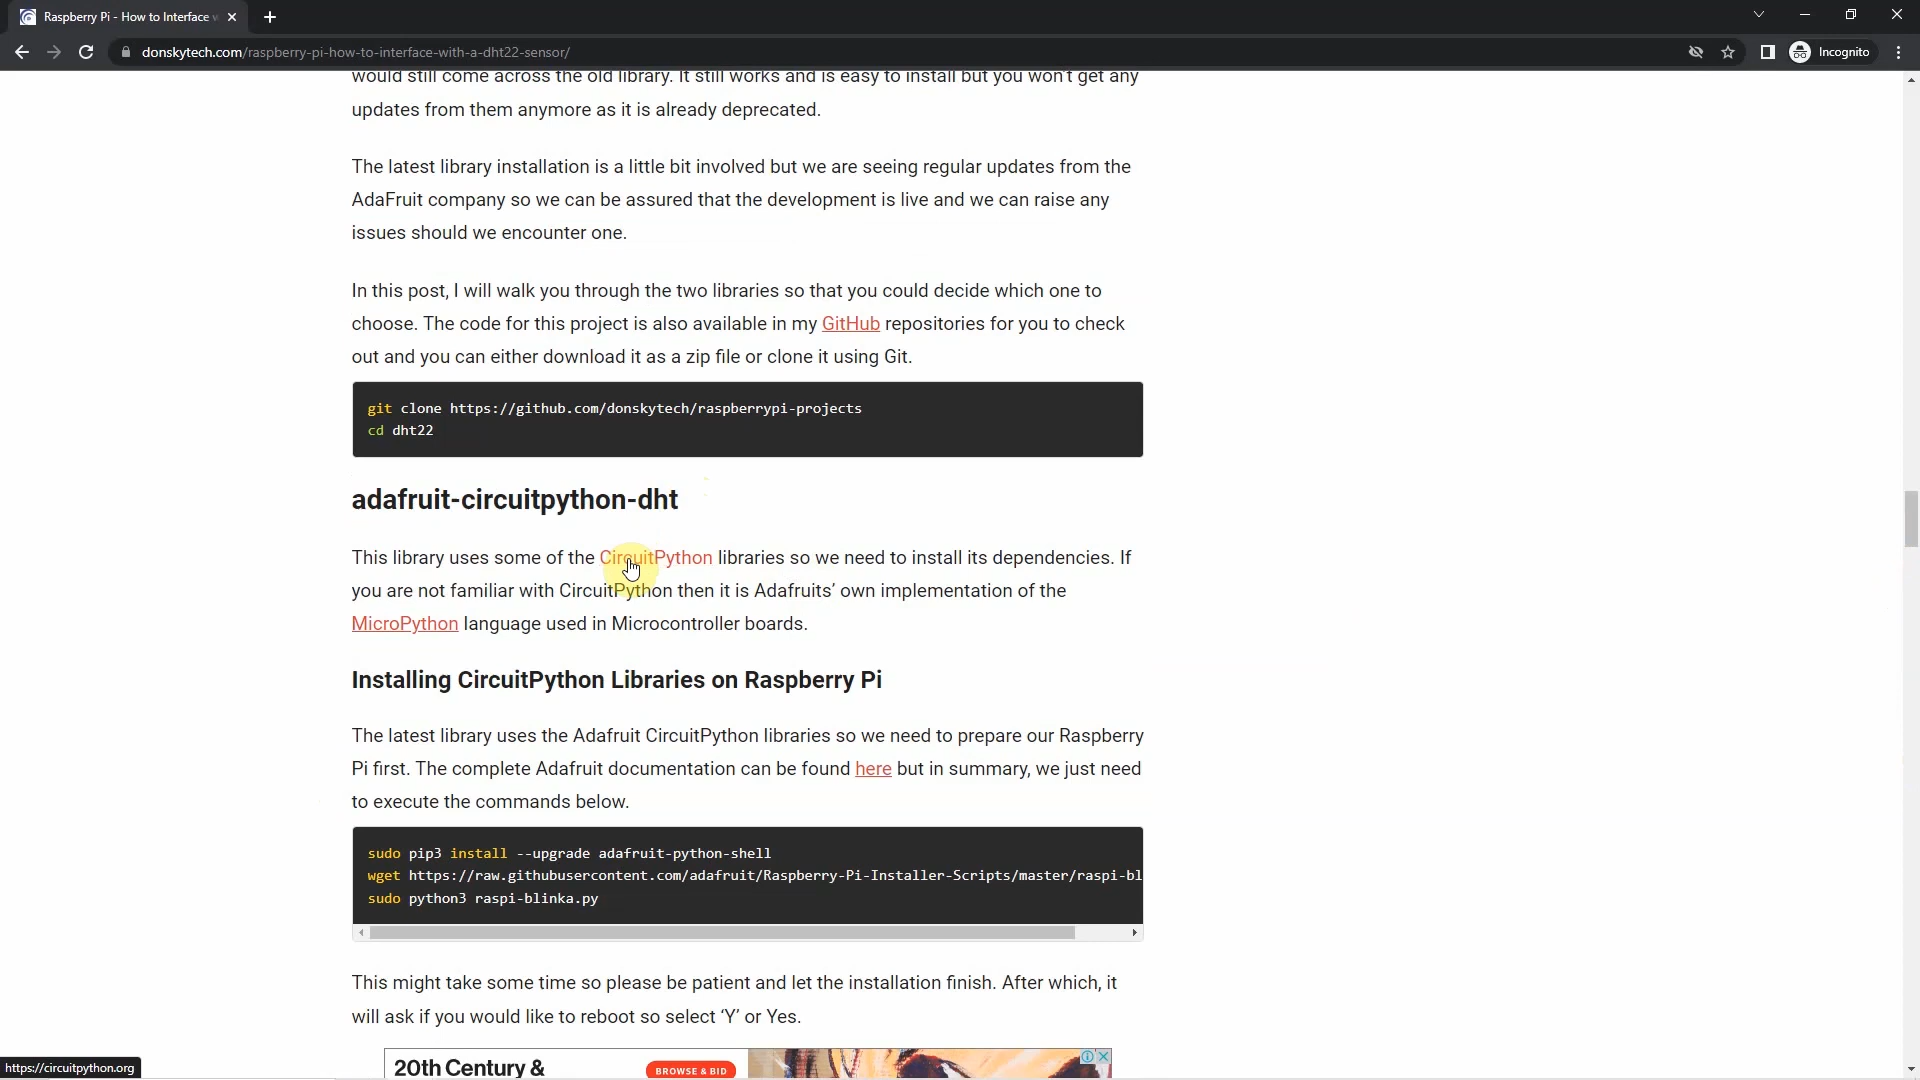 Raspberry Pi - How to Interface
donskytech.com/raspberry-pi-how-to-interface-with-a-dht22-sensor/
Incognito
would still come across the old library. It still works and is easy to install but you won't get any
updates from them anymore as it is already deprecated.
The latest library installation is a little bit involved but we are seeing regular updates from the
AdaFruit company so we can be assured that the development is live and we can raise any
issues should we encounter one.
In this post, I will walk you through the two libraries so that you could decide which one to
choose. The code for this project is also available in my GitHub repositories for you to check
out and you can either download it as a zip file or clone it using Git.
git clone https://github.com/donskytech/raspberrypi-projects
cd dht22
adafruit-circuitpython-dht
This library uses some of the CircuitPython libraries so we need to install its dependencies. If
you are not familiar with CircuitPython then it is Adafruits’ own implementation of the
MicroPython language used in Microcontroller boards.
Installing CircuitPython Libraries on Raspberry Pi
The latest library uses the Adafruit CircuitPython libraries so we need to prepare our Raspberry
Pi first. The complete Adafruit documentation can be found here but in summary, we just need
to execute the commands below.
sudo pip3 install --upgrade adafruit-python-shell
wget https://raw.githubusercontent.com/adafruit/Raspberry-Pi-Installer-Scripts/master/raspi-bl
sudo python3 raspi-blinka.py
This might take some time so please be patient and let the installation finish. After which, it
will ask if you would like to reboot so select ‘Y’ or Yes.
20th Century &
BROWSE & BID
https://circuitpython.org